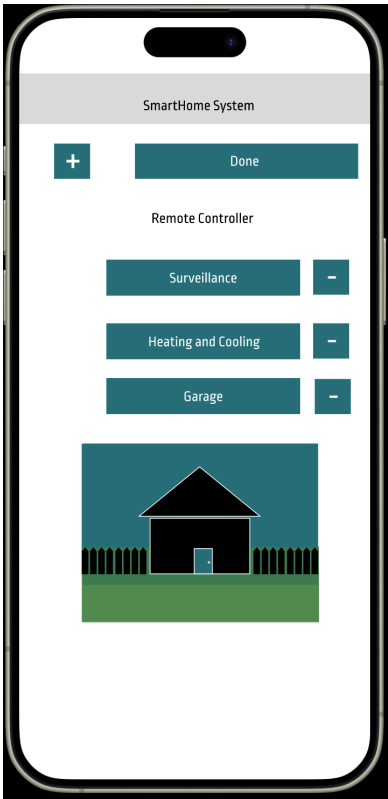 SmartHome System
+ Done
Remote Controller
Surveillance -
Heating and Cooling -
Garage -